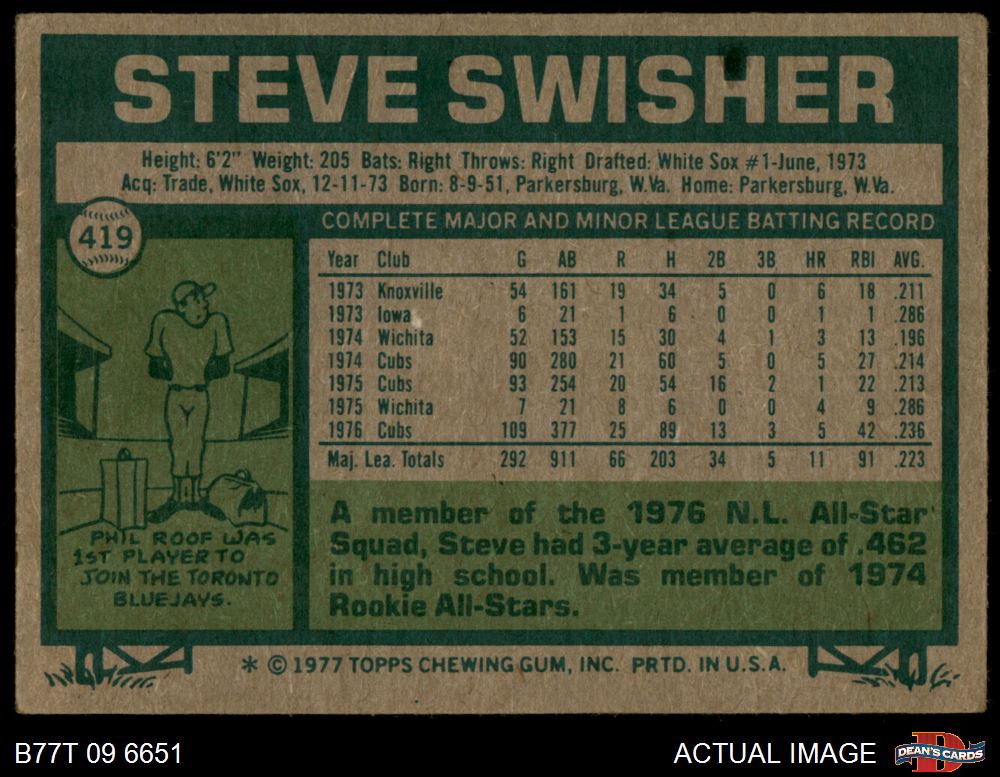 STEVE SWISHER
Height: 6'2" Weight: 205 Bats: Right Throws: Right Drafted: White Sox #1-June, 1973
Acq: Trade, White Sox, 12-11-73 Born: 8-9-51, Parkersburg, W.Va. Home: Parkersburg, W.Va.
419
COMPLETE MAJOR AND MINOR LEAGUE BATTING RECORD
Year Club G AB R H 2B 3B HR RBI AVG.
1973 Knoxville 54 161 19 34 5 0 6 18 .211
1973 Iowa 6 21 1 6 0 0 1 1 .286
1974 Wichita 52 153 15 30 4 1 3 13 .196
1974 Cubs 90 280 21 60 5 0 5 27 .214
1975 Cubs 93 254 20 54 16 2 1 22 .213
1975 Wichita 7 21 8 6 0 0 4 9 .286
1976 Cubs 109 377 25 89 13 3 5 42 .236
Maj. Lea. Totals 292 911 66 203 34 5 11 91 .223
PHIL ROOF WAS
1ST PLAYER TO
JOIN THE TORONTO
BLUEJAYS.
A member of the 1976 N.L. All-Star
Squad, Steve had 3-year average of .462
in high school. Was member of 1974
Rookie All-Stars.
* © 1977 TOPPS CHEWING GUM, INC. PRTD. IN U.S.A.
B77T 09 6651
ACTUAL IMAGE
D
DEAN'S CARDS